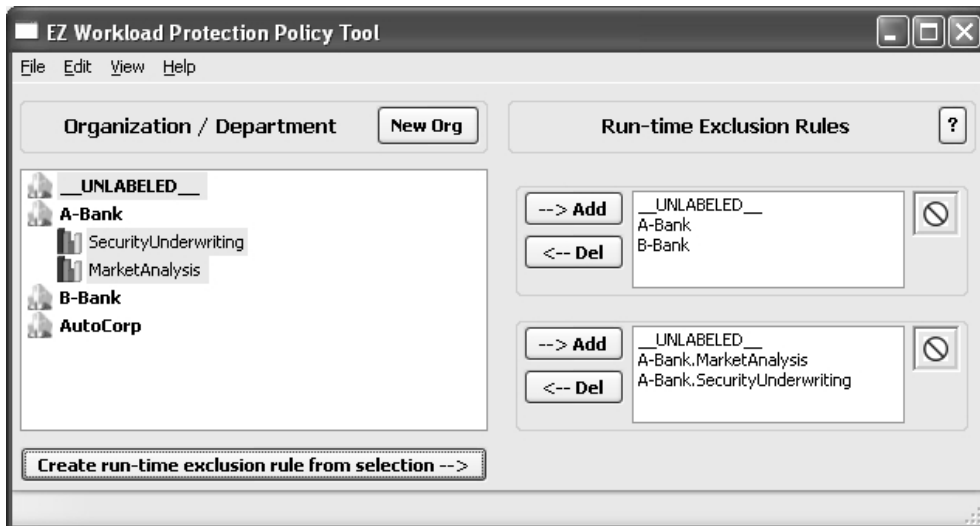 EZ Workload Protection Policy Tool
File Edit View Help
Organization / Department
New Org
__UNLABELED__
A-Bank
SecurityUnderwriting
MarketAnalysis
B-Bank
AutoCorp
Create run-time exclusion rule from selection -->
Run-time Exclusion Rules
?
--> Add
<-- Del
__UNLABELED__
A-Bank
B-Bank
--> Add
<-- Del
__UNLABELED__
A-Bank.MarketAnalysis
A-Bank.SecurityUnderwriting